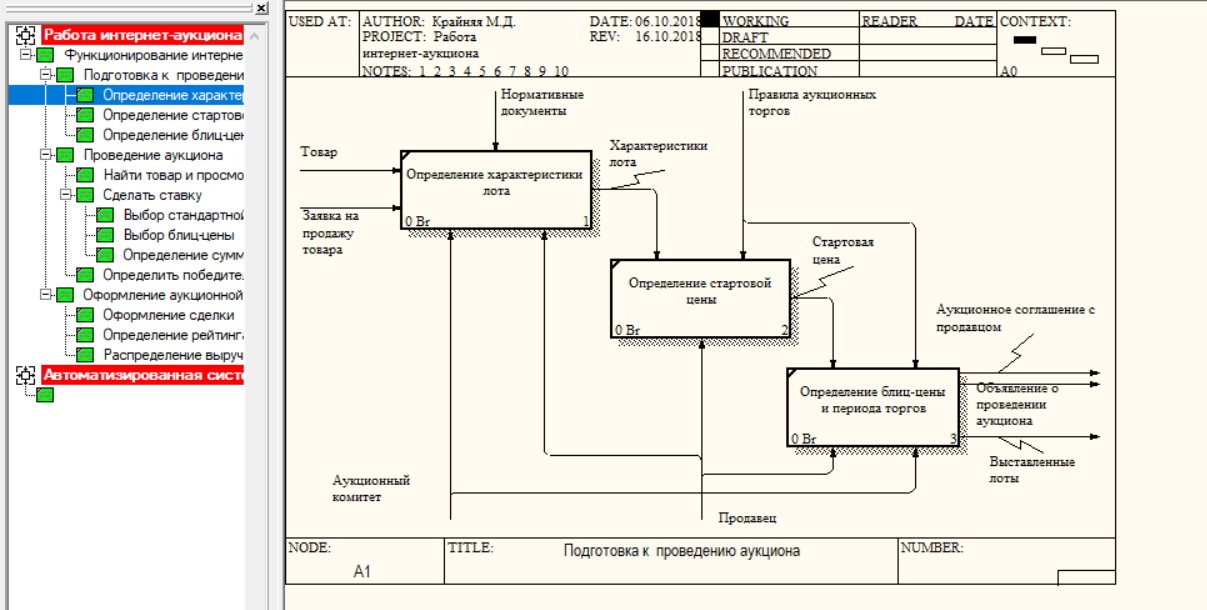 Работа интернет-аукциона
Функционирование интерне
Подготовка к проведени
Определение характер
Определение стартов
Определение блиц-цен
Проведение аукциона
Найти товар и просмо
Сделать ставку
Выбор стандартной
Выбор блиц-цены
Определение сумм
Определить победите
Оформление аукционной
Оформление сделки
Определение рейтинг
Распределение выруч
Автоматизированная систе
USED AT:
AUTHOR: Крайняя М.Д.
DATE: 06.10.2018
PROJECT: Работа
REV: 16.10.2018
интернет-аукциона
NOTES: 1 2 3 4 5 6 7 8 9 10
WORKING
DRAFT
RECOMMENDED
PUBLICATION
READER
DATE
CONTEXT:
A0
Нормативные
документы
Правила аукционных
торгов
Товар
Характеристики
лота
Определение характеристики
лота
0 Br
1
Заявка на
продажу
товара
Стартовая
цена
Определение стартовой
цены
0 Br
2
Аукционное соглашение с
продавцом
Определение блиц-цены
и периода торгов
0 Br
3
Объявление о
проведении
аукциона
Выставленные
лоты
Аукционный
комитет
Продавец
NODE:
A1
TITLE:
Подготовка к проведению аукциона
NUMBER: